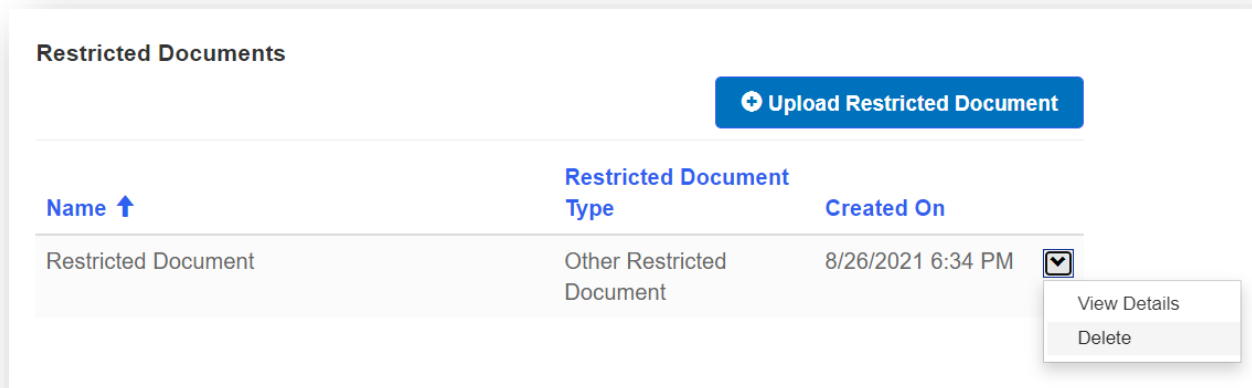 Restricted Documents
Upload Restricted Document
Name
Restricted Document
Type
Created On
Restricted Document
Other Restricted
Document
8/26/2021 6:34 PM
View Details
Delete